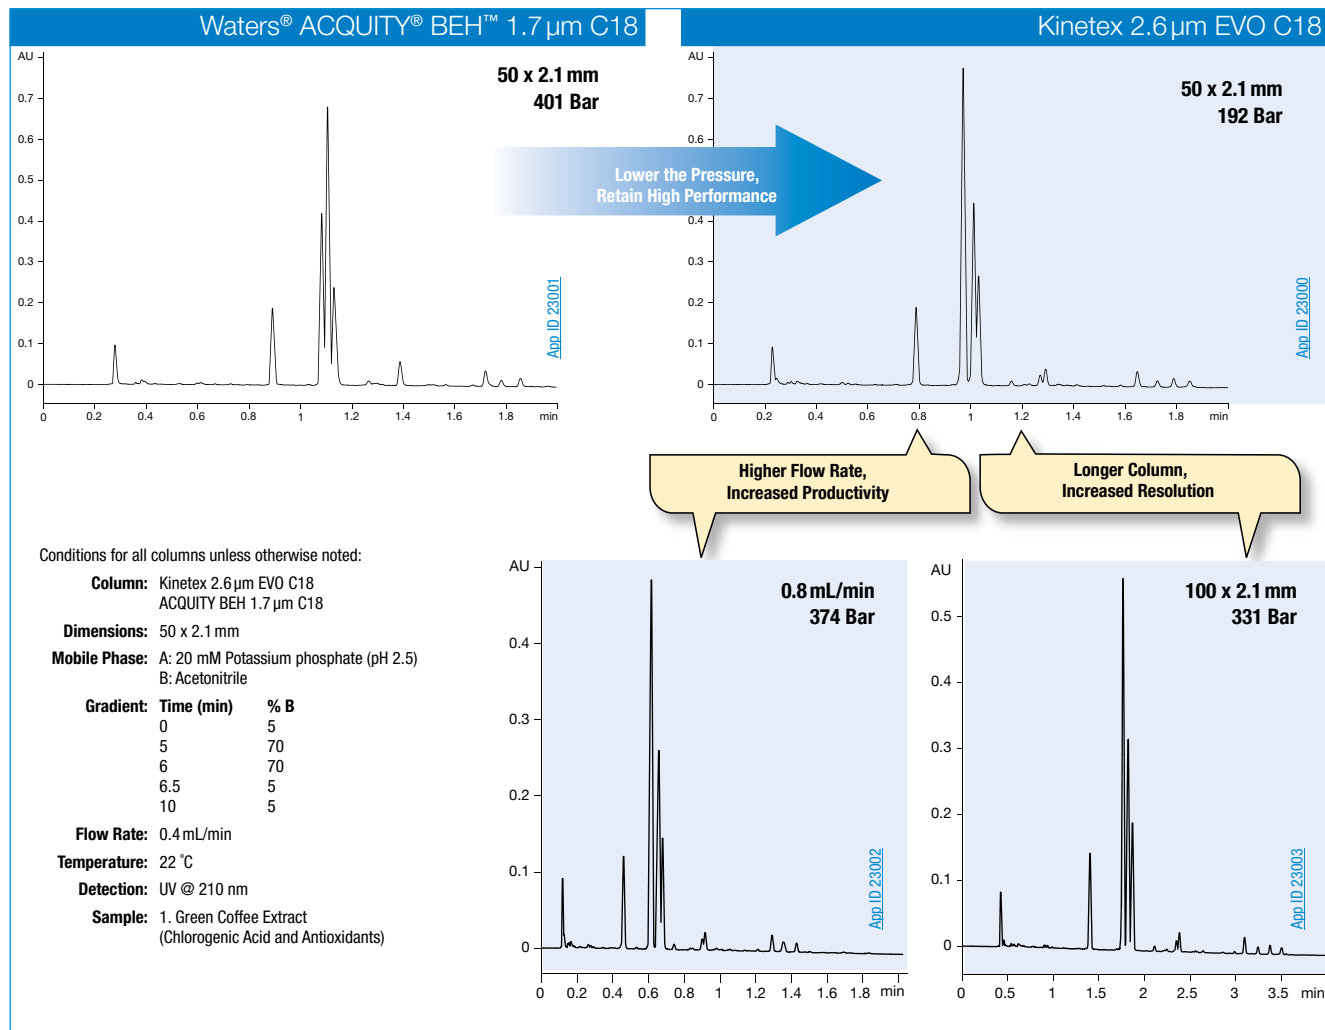 Waters® ACQUITY® BEH™ 1.7 µm C18
AU
0.7
0.6
0.5
0.4
0.3
0.2
0.1
0
0 0.2 0.4 0.6 0.8 1 1.2 1.4 1.6 1.8 min
50 x 2.1 mm
401 Bar
App ID 23001
Lower the Pressure,
Retain High Performance
Kinetex 2.6 µm EVO C18
AU
0.7
0.6
0.5
0.4
0.3
0.2
0.1
0
0 0.2 0.4 0.6 0.8 1 1.2 1.4 1.6 1.8 min
50 x 2.1 mm
192 Bar
App ID 23000
Higher Flow Rate,
Increased Productivity
Longer Column,
Increased Resolution
Conditions for all columns unless otherwise noted:
Column: Kinetex 2.6 µm EVO C18
ACQUITY BEH 1.7 µm C18
Dimensions: 50 x 2.1 mm
Mobile Phase: A: 20 mM Potassium phosphate (pH 2.5)
B: Acetonitrile
Gradient: Time (min) % B
0 5
5 70
6 70
6.5 5
10 5
Flow Rate: 0.4 mL/min
Temperature: 22 ˚C
Detection: UV @ 210 nm
Sample: 1. Green Coffee Extract
(Chlorogenic Acid and Antioxidants)
AU
0.4
0.3
0.2
0.1
0
0 0.2 0.4 0.6 0.8 1 1.2 1.4 1.6 1.8 min
0.8 mL/min
374 Bar
App ID 23002
AU
0.5
0.4
0.3
0.2
0.1
0
0 0.5 1 1.5 2 2.5 3 3.5 min
100 x 2.1 mm
331 Bar
App ID 23003